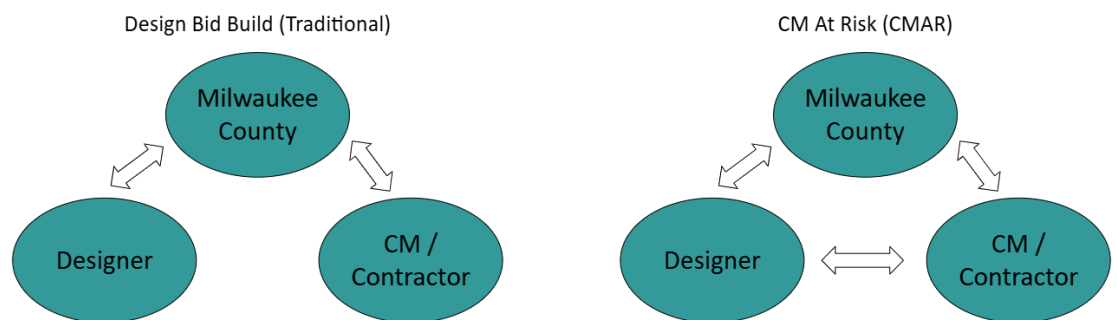 Design Bid Build (Traditional)
Milwaukee
County
Designer
CM /
Contractor
CM At Risk (CMAR)
Milwaukee
County
Designer
CM /
Contractor